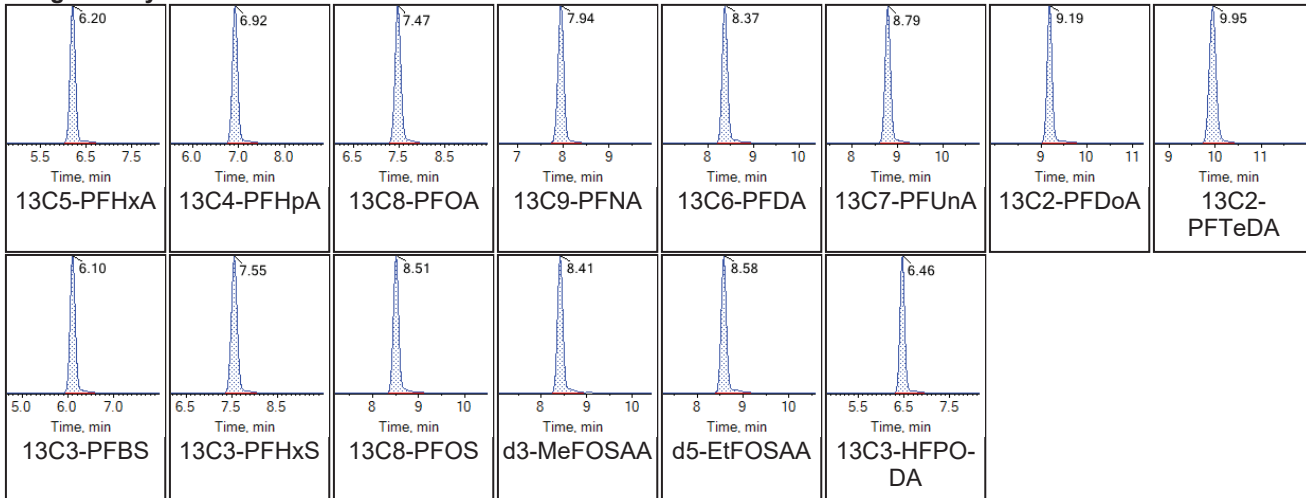 6.20 6.92 7.47 7.94 8.37 8.79 9.19 9.95
5.5 6.5 7.5 6.0 7.0 8.0 6.5 7.5 8.5 7 8 9 8 9 10 8 9 10 9 10 11 9 10 11
Time, min Time, min Time, min Time, min Time, min Time, min Time, min Time, min
13C5-PFHxA 13C4-PFHpA 13C8-PFOA 13C9-PFNA 13C6-PFDA 13C7-PFUnA 13C2-PFDoA 13C2-
PFTeDA
6.10 7.55 8.51 8.41 8.58 6.46
5.0 6.0 7.0 6.5 7.5 8.5 8 9 10 8 9 10 8 9 10 5.5 6.5 7.5
Time, min Time, min Time, min Time, min Time, min Time, min
13C3-PFBS 13C3-PFHxS 13C8-PFOS d3-MeFOSAA d5-EtFOSAA 13C3-HFPO-
DA